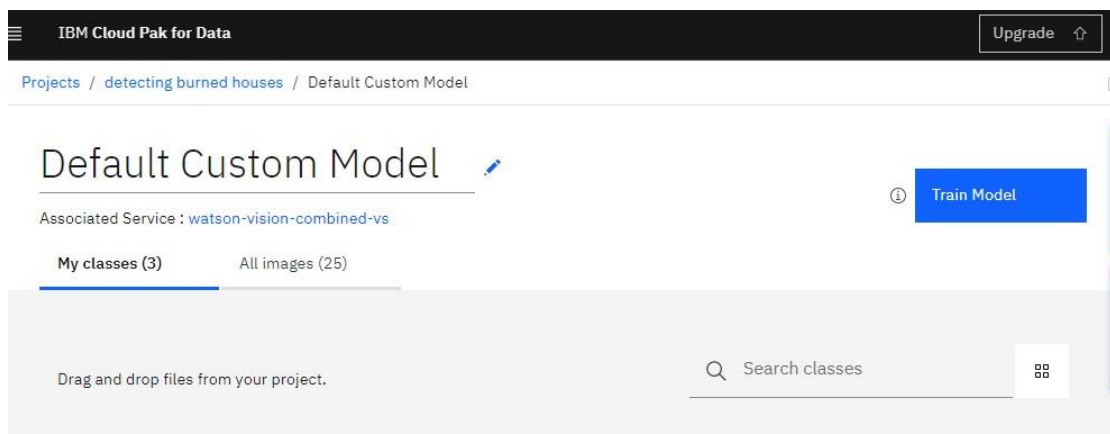 IBM Cloud Pak for Data
Upgrade
Projects / detecting burned houses / Default Custom Model
Default Custom Model
Train Model
Associated Service : watson-vision-combined-vs
My classes (3) All images (25)
Drag and drop files from your project.
Search classes